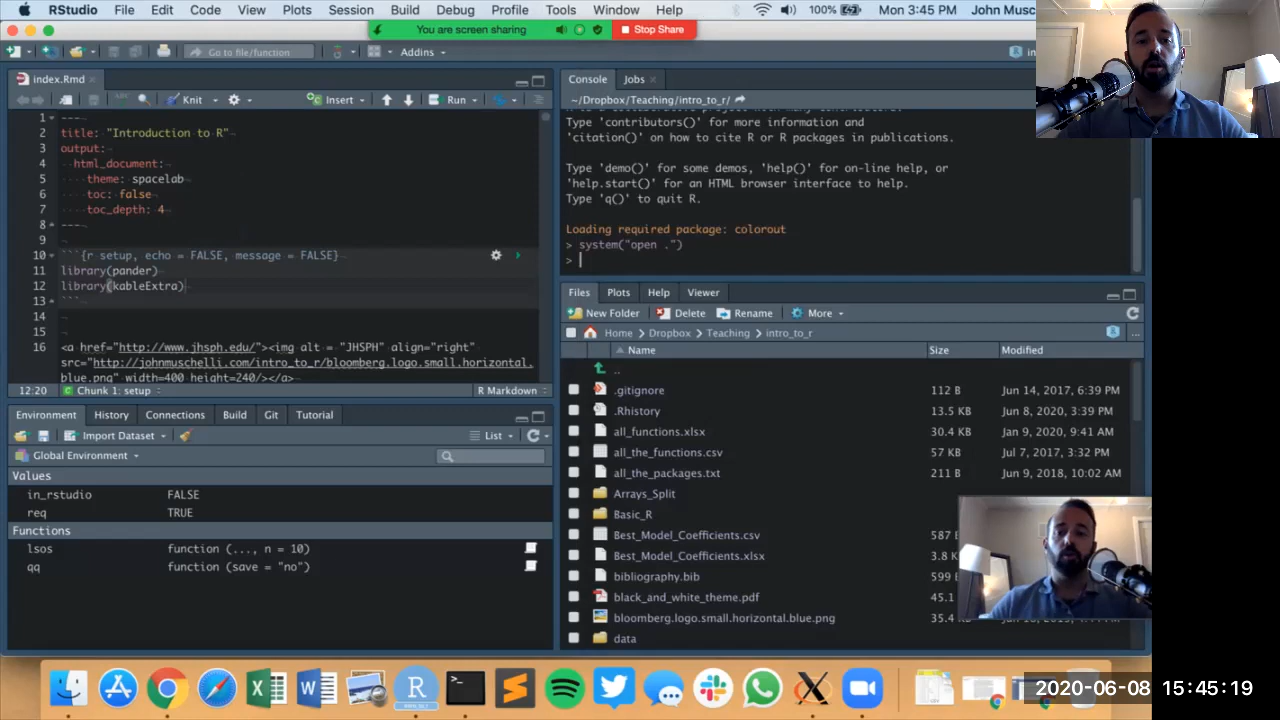 RStudio File Edit Code View Plots Session Build Debug Profile Tools Window Help 100% Mon 3:45 PM John Musc
You are screen sharing Stop Share
Go to file/function Addins
index.Rmd
Knit Insert Run
1 ---
2 title: "Introduction to R"
3 output:
4 html_document:
5 theme: spacelab
6 toc: false
7 toc_depth: 4
8 ---
9
10 ```{r setup, echo = FALSE, message = FALSE}
11 library(pander)
12 library(kableExtra)
13 ```
14
15
16 <a href="http://www.jhsph.edu/"><img alt = "JHSPH" align="right"
src="http://johnmuschelli.com/intro_to_r/bloomberg.logo.small.horizontal.
blue.png" width=400 height=240/></a>
12:20 Chunk 1: setup R Markdown
Environment History Connections Build Git Tutorial
Import Dataset List
Global Environment
Values
in_rstudio FALSE
req TRUE
Functions
lsos function (..., n = 10)
qq function (save = "no")
Console Jobs
~/Dropbox/Teaching/intro_to_r/
Type 'contributors()' for more information and
'citation()' on how to cite R or R packages in publications.
Type 'demo()' for some demos, 'help()' for on-line help, or
'help.start()' for an HTML browser interface to help.
Type 'q()' to quit R.
Loading required package: colorout
> system("open .")
>
Files Plots Help Viewer
New Folder Delete Rename More
Home Dropbox Teaching intro_to_r
Name Size Modified
..
.gitignore 112 B Jun 14, 2017, 6:39 PM
.Rhistory 13.5 KB Jun 8, 2020, 3:39 PM
all_functions.xlsx 30.4 KB Jan 9, 2020, 9:41 AM
all_the_functions.csv 57 KB Jul 7, 2017, 3:32 PM
all_the_packages.txt 211 B Jun 9, 2018, 10:02 AM
Arrays_Split
Basic_R
Best_Model_Coefficients.csv 587
Best_Model_Coefficients.xlsx 3.8 K
bibliography.bib 599
black_and_white_theme.pdf 45.1
bloomberg.logo.small.horizontal.blue.png 35.4
data
2020-06-08 15:45:19